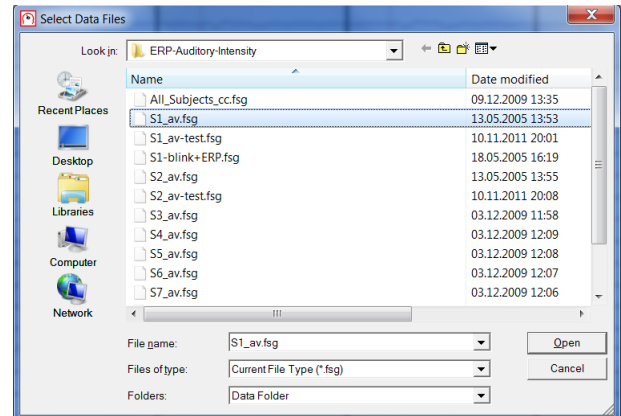 Select Data Files
Look in: ERP-Auditory-Intensity
Name Date modified
All_Subjects_cc.fsg 09.12.2009 13:35
S1_av.fsg 13.05.2005 13:53
S1_av-test.fsg 10.11.2011 20:01
S1-blink+ERP.fsg 18.05.2005 16:19
S2_av.fsg 13.05.2005 13:55
S2_av-test.fsg 10.11.2011 20:08
S3_av.fsg 03.12.2009 11:58
S4_av.fsg 03.12.2009 12:09
S5_av.fsg 03.12.2009 12:08
S6_av.fsg 03.12.2009 12:07
S7_av.fsg 03.12.2009 12:06
Recent Places
Desktop
Libraries
Computer
Network
File name: S1_av.fsg Open
Files of type: Current File Type (*.fsg) Cancel
Folders: Data Folder